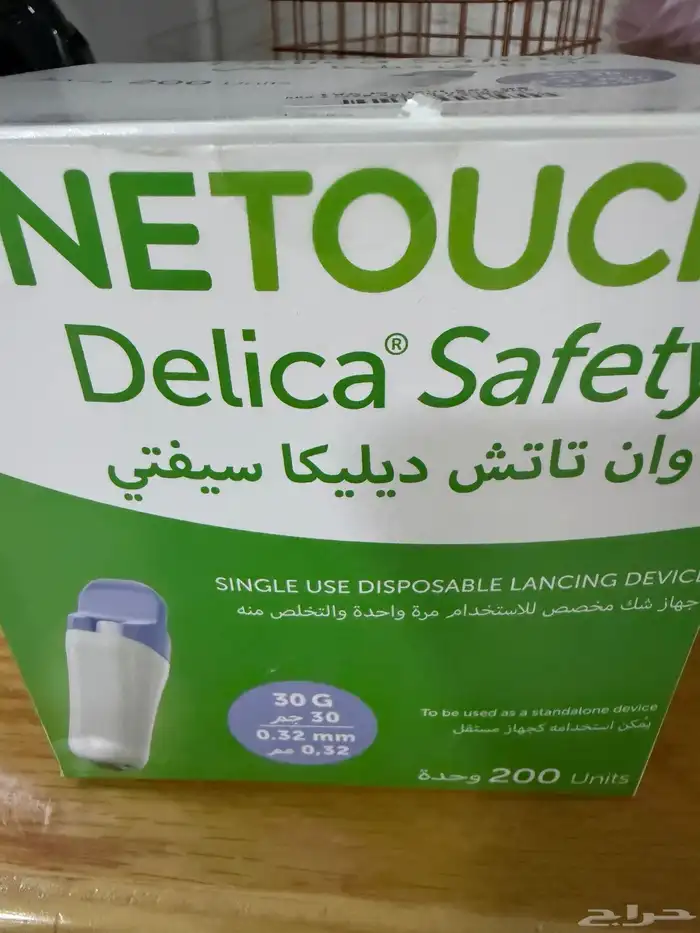 200 Units
NETOUC
Delica® Safety
وان تاتش ديليكا سيفتي
SINGLE USE DISPOSABLE LANCING DEVIC
جهاز شك مخصص للاستخدام مرة واحدة والتخلص منه
30 G
30 جم
0.32 mm
0,32 مم
To be used as a standalone device
يُمكن استخدامه كجهاز مستقل
200 وحدة Units
حراج